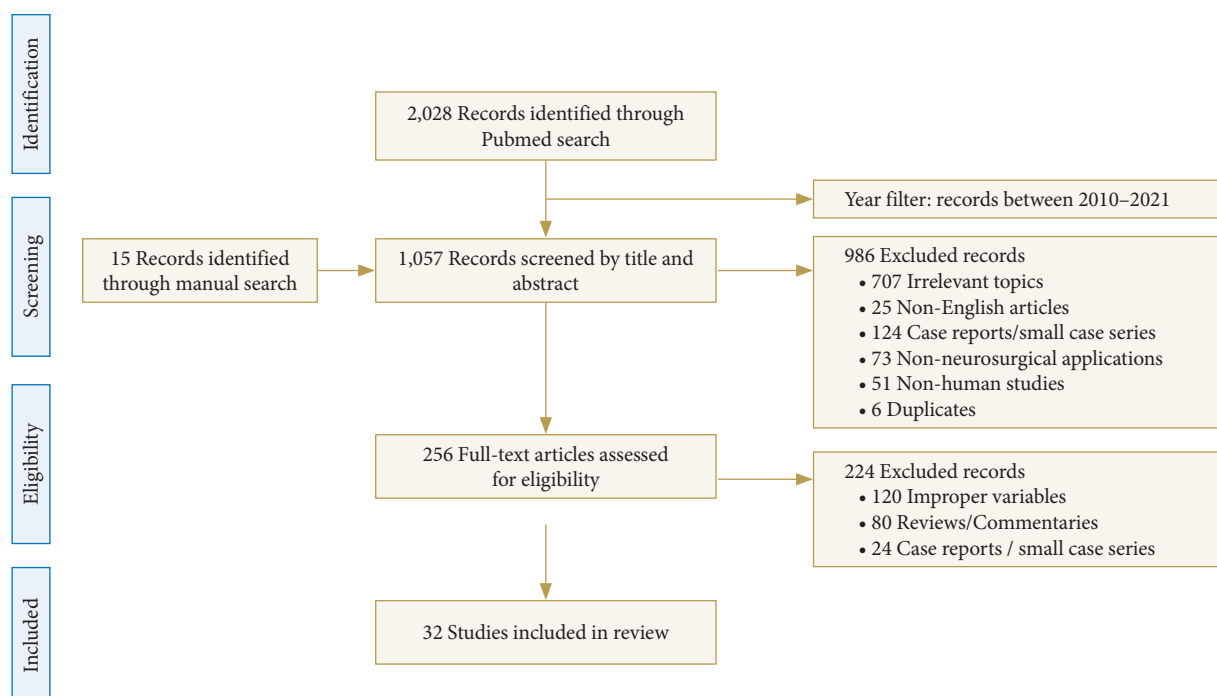 Identification
2,028 Records identified through
Pubmed search
Year filter: records between 2010–2021
Screening
15 Records identified
through manual search
1,057 Records screened by title and
abstract
986 Excluded records
• 707 Irrelevant topics
• 25 Non-English articles
• 124 Case reports/small case series
• 73 Non-neurosurgical applications
• 51 Non-human studies
• 6 Duplicates
Eligibility
256 Full-text articles assessed
for eligibility
224 Excluded records
• 120 Improper variables
• 80 Reviews/Commentaries
• 24 Case reports / small case series
Included
32 Studies included in review